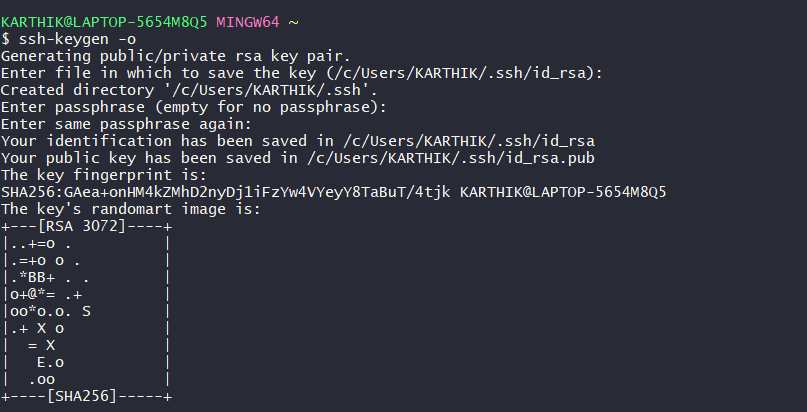 KARTHIK@LAPTOP-5654M8Q5 MINGW64 ~
$ ssh-keygen -o
Generating public/private rsa key pair.
Enter file in which to save the key (/c/Users/KARTHIK/.ssh/id_rsa):
Created directory '/c/Users/KARTHIK/.ssh'.
Enter passphrase (empty for no passphrase):
Enter same passphrase again:
Your identification has been saved in /c/Users/KARTHIK/.ssh/id_rsa
Your public key has been saved in /c/Users/KARTHIK/.ssh/id_rsa.pub
The key fingerprint is:
SHA256:GAea+onHM4kZMhD2nyDj1iFzYw4VYeyY8TaBuT/4tjk KARTHIK@LAPTOP-5654M8Q5
The key's randomart image is:
+---[RSA 3072]----+
|..+=o .          |
|.=+o o .         |
|.*BB+ . .        |
|o+@*= .+         |
|oo*o.o. S        |
|.+ X o           |
|  = X            |
|   E.o           |
|  .oo            |
+----[SHA256]-----+